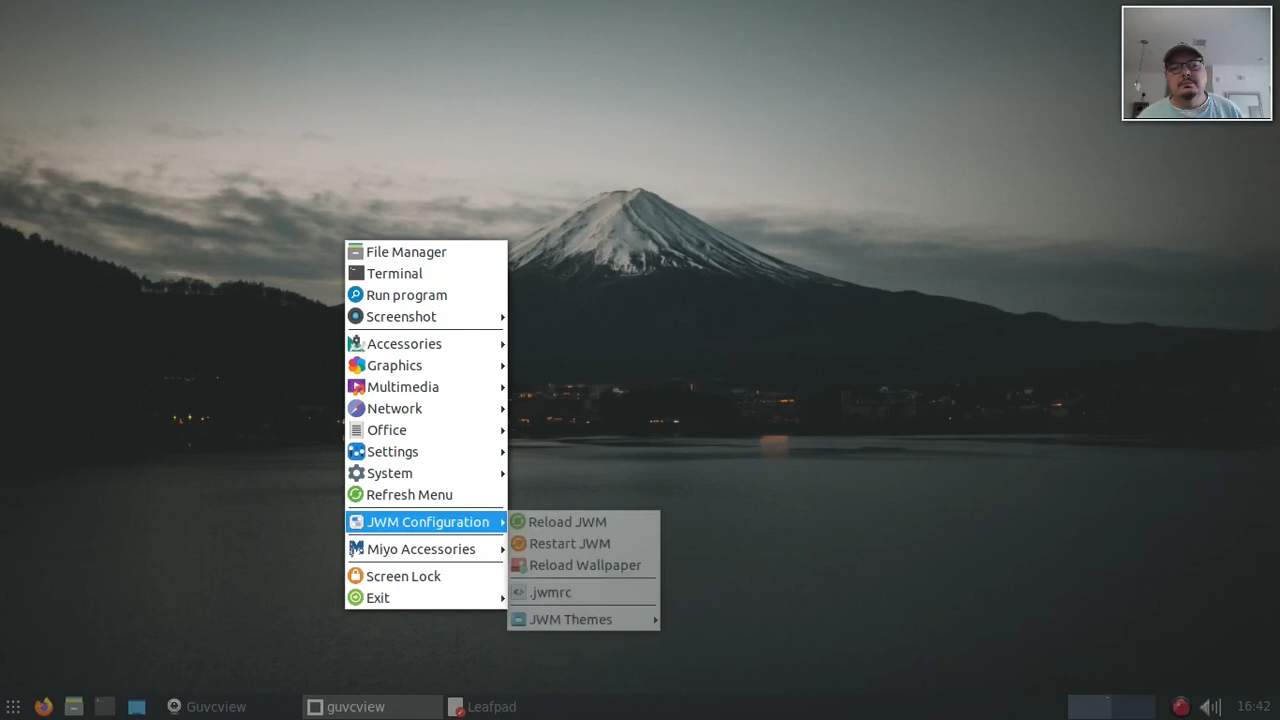 File Manager
Terminal
Run program
Screenshot
Accessories
Graphics
Multimedia
Network
Office
Settings
System
Refresh Menu
JWM Configuration
Miyo Accessories
Screen Lock
Exit
Reload JWM
Restart JWM
Reload Wallpaper
.jwmrc
JWM Themes
Guvcview
guvcview
Leafpad
16:42